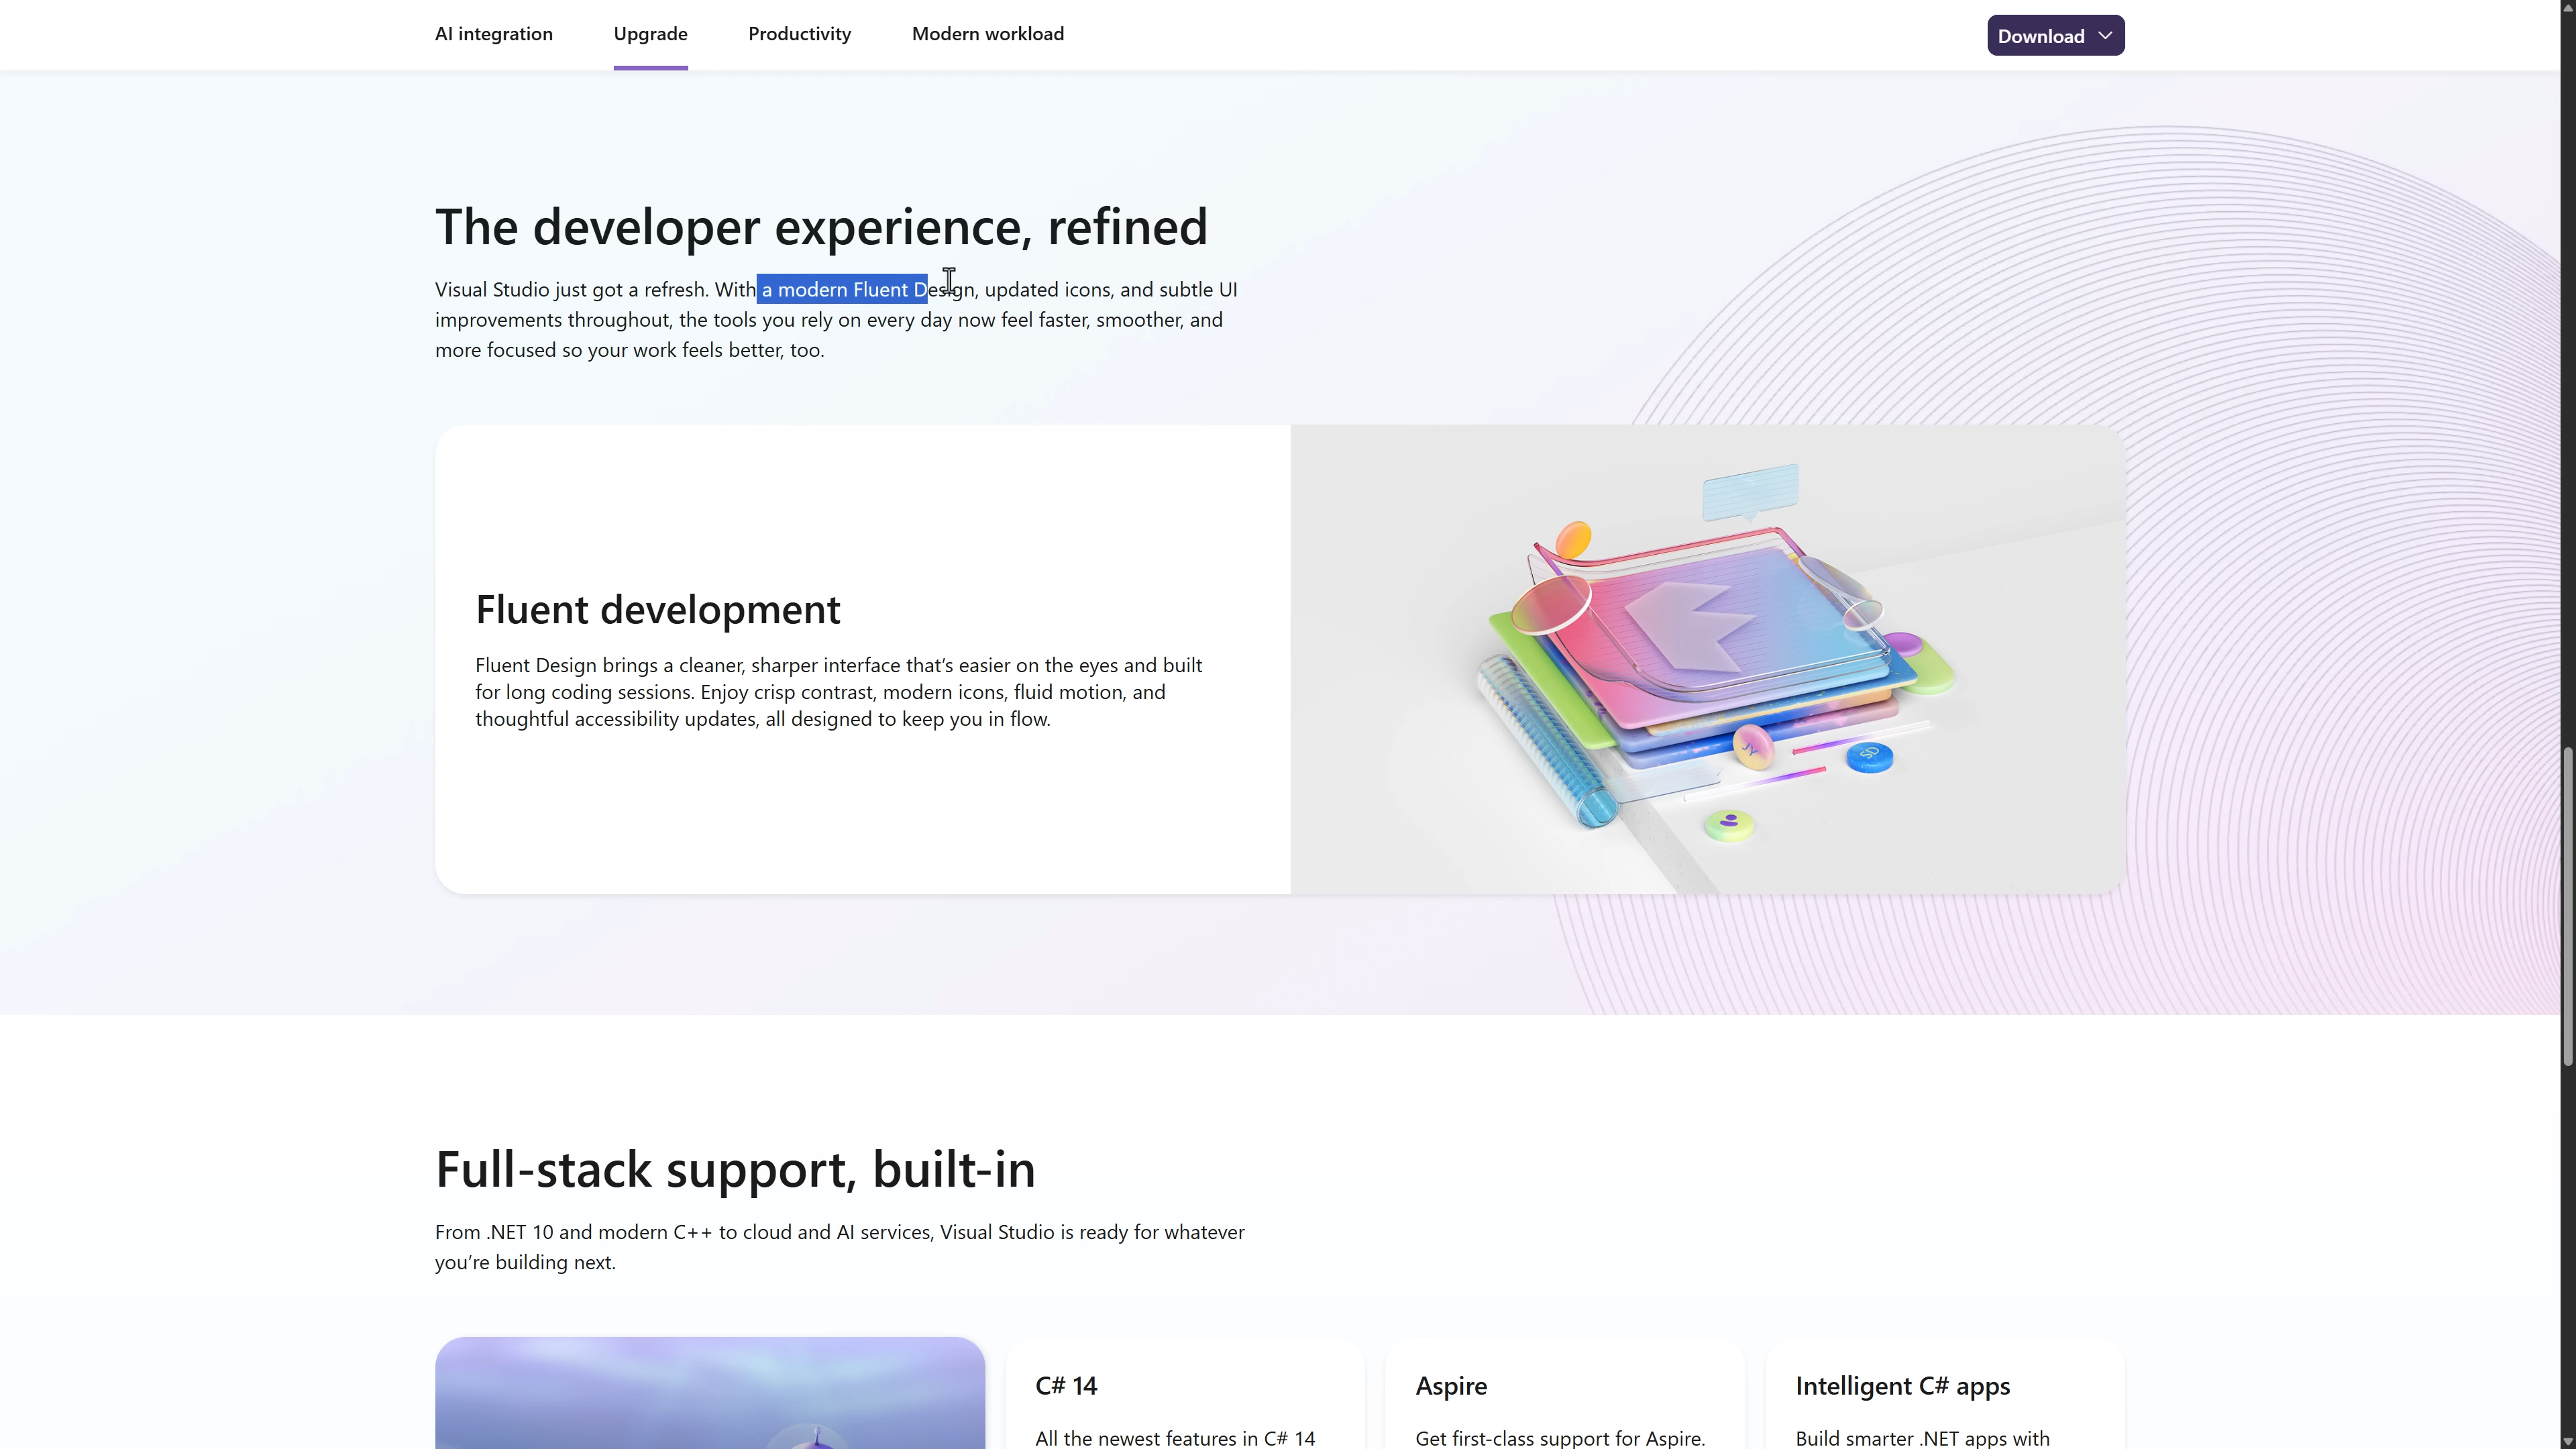 AI integration
Upgrade
Productivity
Modern workload
Download
The developer experience, refined
Visual Studio just got a refresh. With a modern Fluent Design, updated icons, and subtle UI
improvements throughout, the tools you rely on every day now feel faster, smoother, and
more focused so your work feels better, too.
Fluent development
Fluent Design brings a cleaner, sharper interface that's easier on the eyes and built
for long coding sessions. Enjoy crisp contrast, modern icons, fluid motion, and
thoughtful accessibility updates, all designed to keep you in flow.
JY
SD
Full-stack support, built-in
From .NET 10 and modern C++ to cloud and AI services, Visual Studio is ready for whatever
you're building next.
C# 14
All the newest features in C# 14
Aspire
Get first-class support for Aspire.
Intelligent C# apps
Build smarter .NET apps with